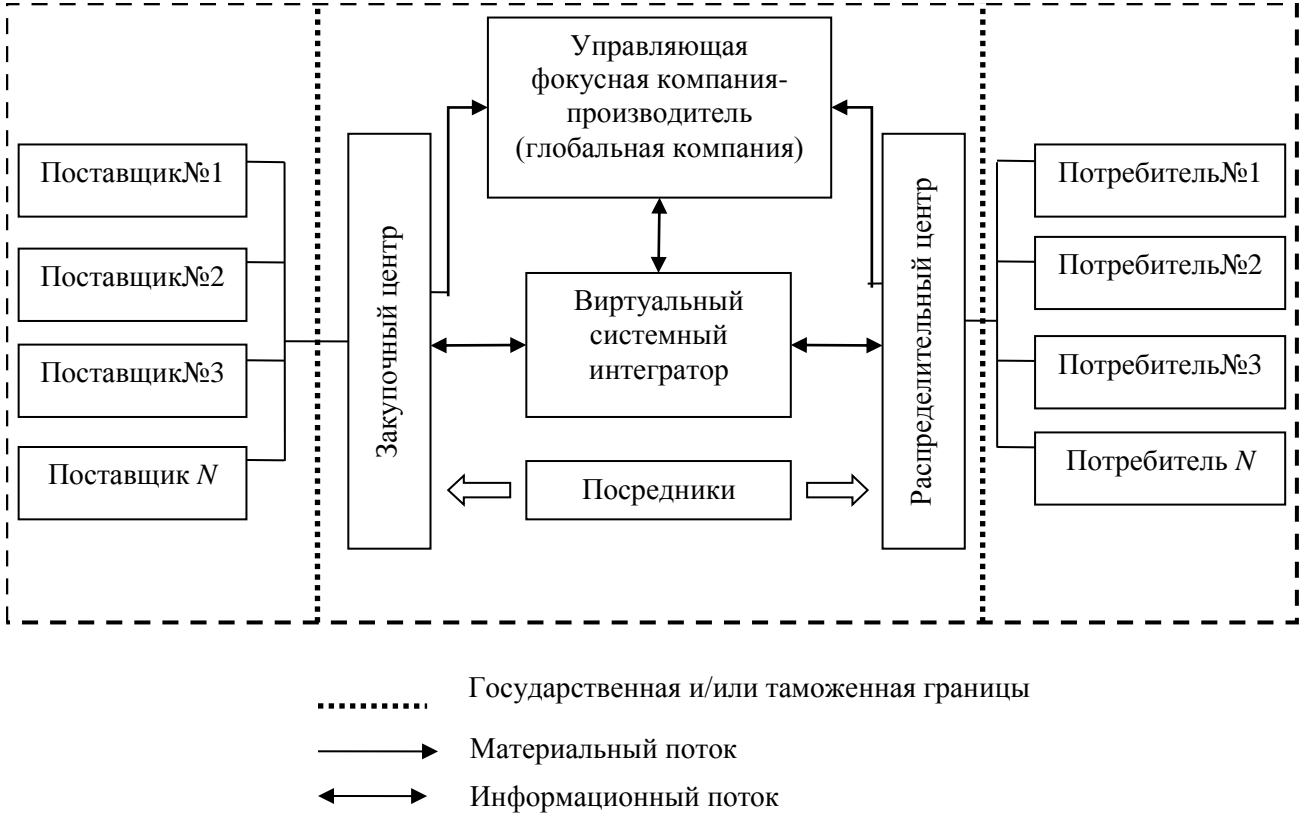 Управляющая
фокусная компания-
производитель
(глобальная компания)
Поставщик№1
Поставщик№2
Поставщик№3
Поставщик N
Закупочный центр
Виртуальный
системный
интегратор
Посредники
Распределительный центр
Потребитель№1
Потребитель№2
Потребитель№3
Потребитель N
Государственная и/или таможенная границы
Материальный поток
Информационный поток